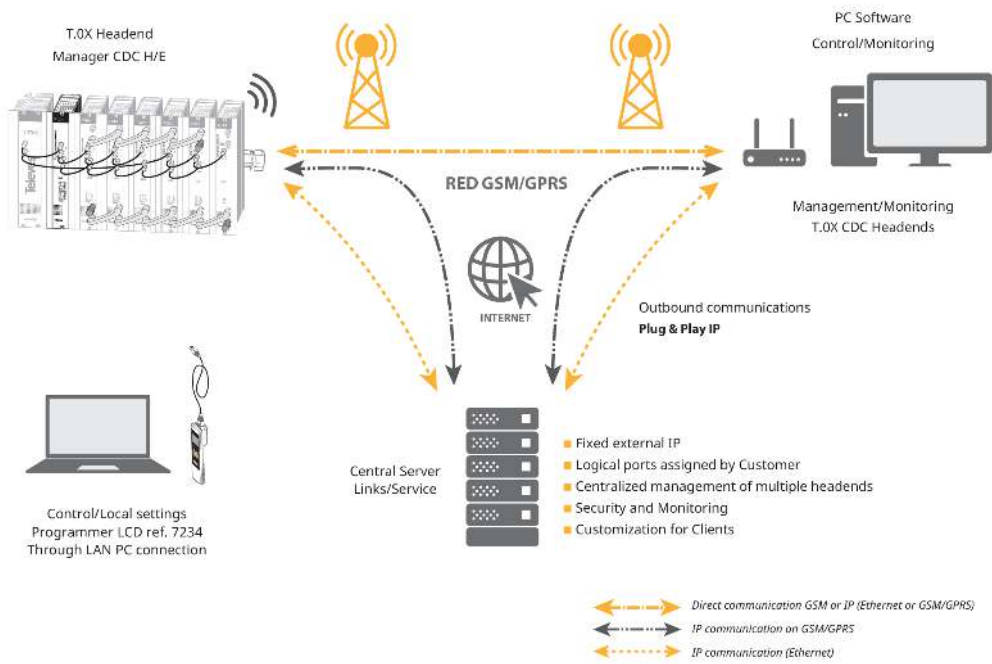 T.0X Headend
Manager CDC H/E
PC Software
Control/Monitoring
Televes
RED GSM/GPRS
Management/Monitoring
T.0X CDC Headends
INTERNET
Outbound communications
Plug & Play IP
Central Server
Links/Service
Fixed external IP
Logical ports assigned by Customer
Centralized management of multiple headends
Security and Monitoring
Customization for Clients
Control/Local settings
Programmer LCD ref. 7234
Through LAN PC connection
Direct communication GSM or IP (Ethernet or GSM/GPRS)
IP communication on GSM/GPRS
IP communication (Ethernet)